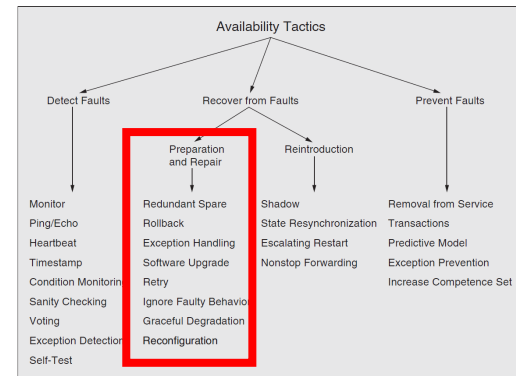 Availability Tactics
Detect Faults
Recover from Faults
Prevent Faults
Preparation
and Repair
Reintroduction
Monitor
Ping/Echo
Heartbeat
Timestamp
Condition Monitoring
Sanity Checking
Voting
Exception Detection
Self-Test
Redundant Spare
Rollback
Exception Handling
Software Upgrade
Retry
Ignore Faulty Behavior
Graceful Degradation
Reconfiguration
Shadow
State Resynchronization
Escalating Restart
Nonstop Forwarding
Removal from Service
Transactions
Predictive Model
Exception Prevention
Increase Competence Set